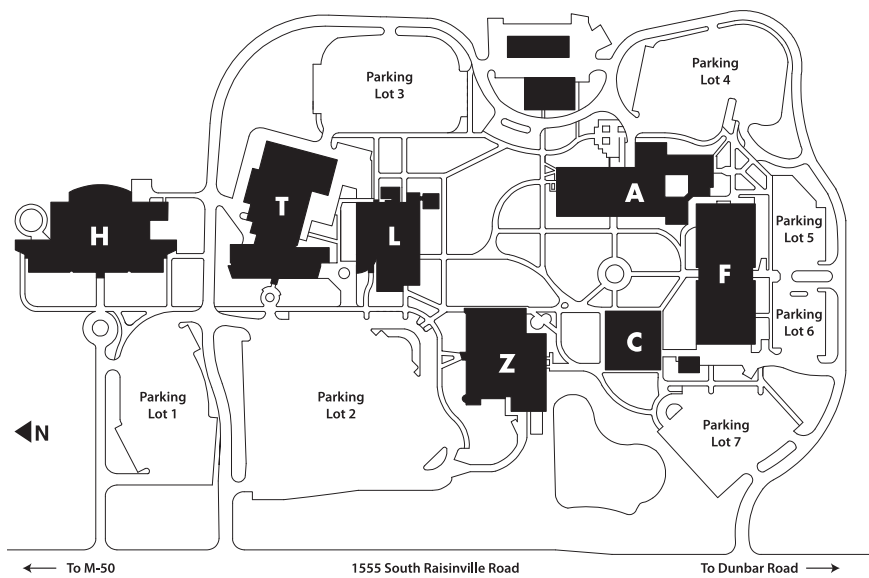 Parking
Lot 3
Parking
Lot 4
A
T
H
L
Parking
Lot 5
F
Parking
Lot 6
Z
C
Parking
Lot 1
Parking
Lot 2
Parking
Lot 7
N
To M-50
1555 South Raisinville Road
To Dunbar Road